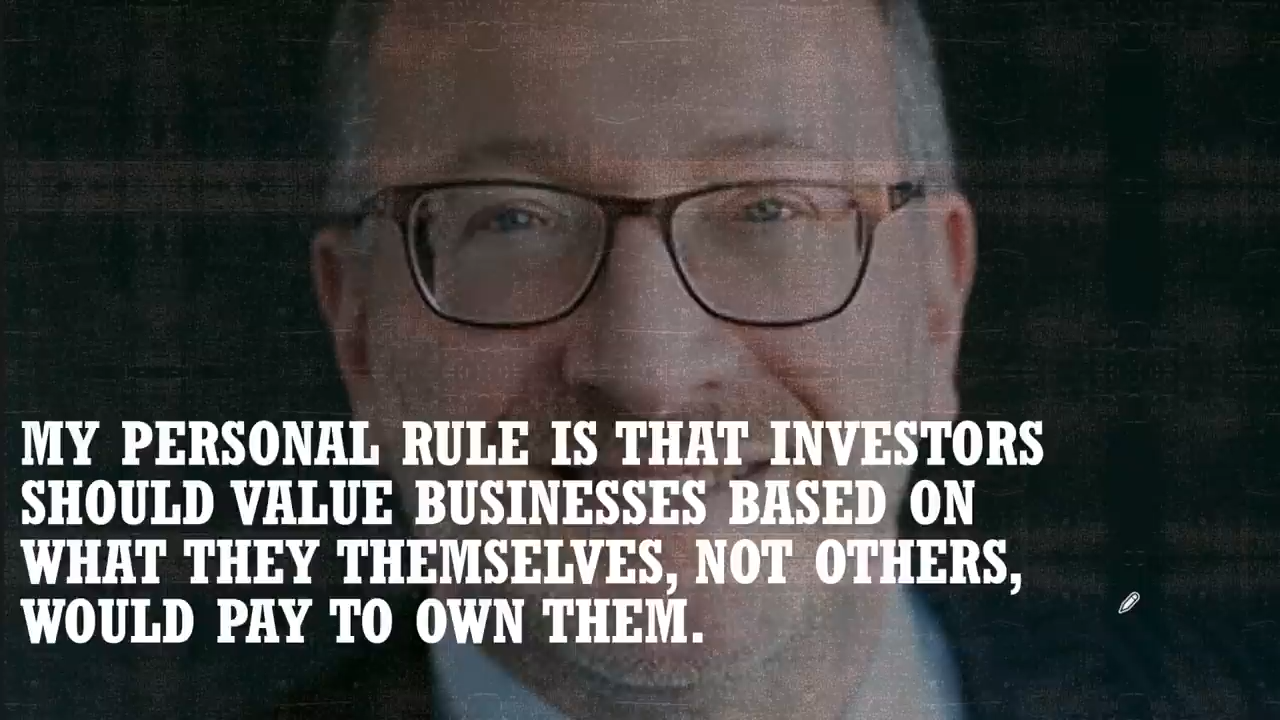 MY PERSONAL RULE IS THAT INVESTORS
SHOULD VALUE BUSINESSES BASED ON
WHAT THEY THEMSELVES, NOT OTHERS,
WOULD PAY TO OWN THEM.